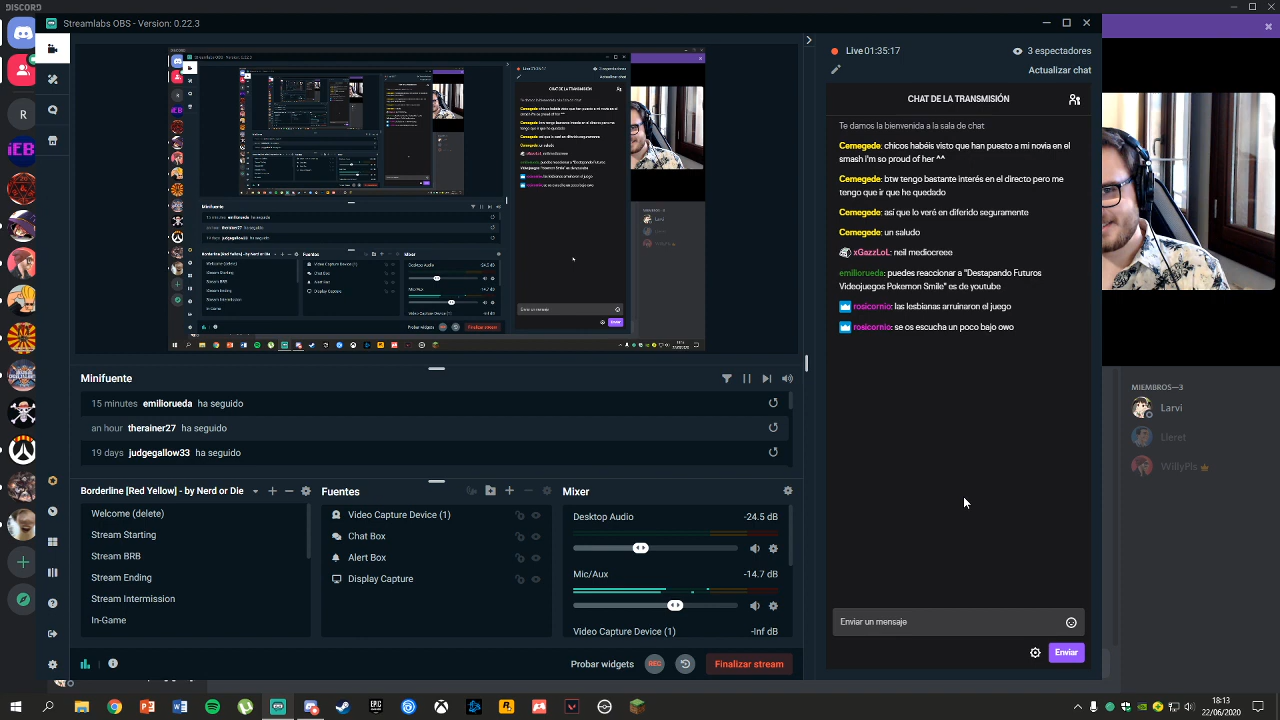 DISCORD
Streamlabs OBS - Version: 0.22.3
Live 01:35:17
3 espectadores
Actualizar chat
CHAT DE LA TRANSMISIÓN
Te damos la bienvenida a la sala de chat
Cemegede: chicos habéis visto que han puesto a mi novia en el
smash i'm so proud of her ^^
Cemegede: btw tengo bastante interés en el directo pero me
tengo que ir que he quedado
Cemegede: así que lo veré en diferido seguramente
Cemegede: un saludo
xGazzLoL: neil mediocreee
emiliorueda: puedes reaccionar a "Destapando Futuros
Videojuegos Pokemon Smile" es de youtube
rosicornio: las lesbianas arruinaron el juego
rosicornio: se os escucha un poco bajo owo
Enviar un mensaje
Enviar
R
EB
Minifuente
15 minutes emiliorueda ha seguido
an hour therainer27 ha seguido
19 days judgegallow33 ha seguido
Borderline [Red Yellow] - by Nerd or Die
Welcome (delete)
Stream Starting
Stream BRB
Stream Ending
Stream Intermission
In-Game
Fuentes
Video Capture Device (1)
Chat Box
Alert Box
Display Capture
Mixer
Desktop Audio -24.5 dB
Mic/Aux -14.7 dB
Video Capture Device (1) -Inf dB
Probar widgets
REC
Finalizar stream
MIEMBROS—3
Larvi
Lleret
WillyPls
18:13
22/06/2020